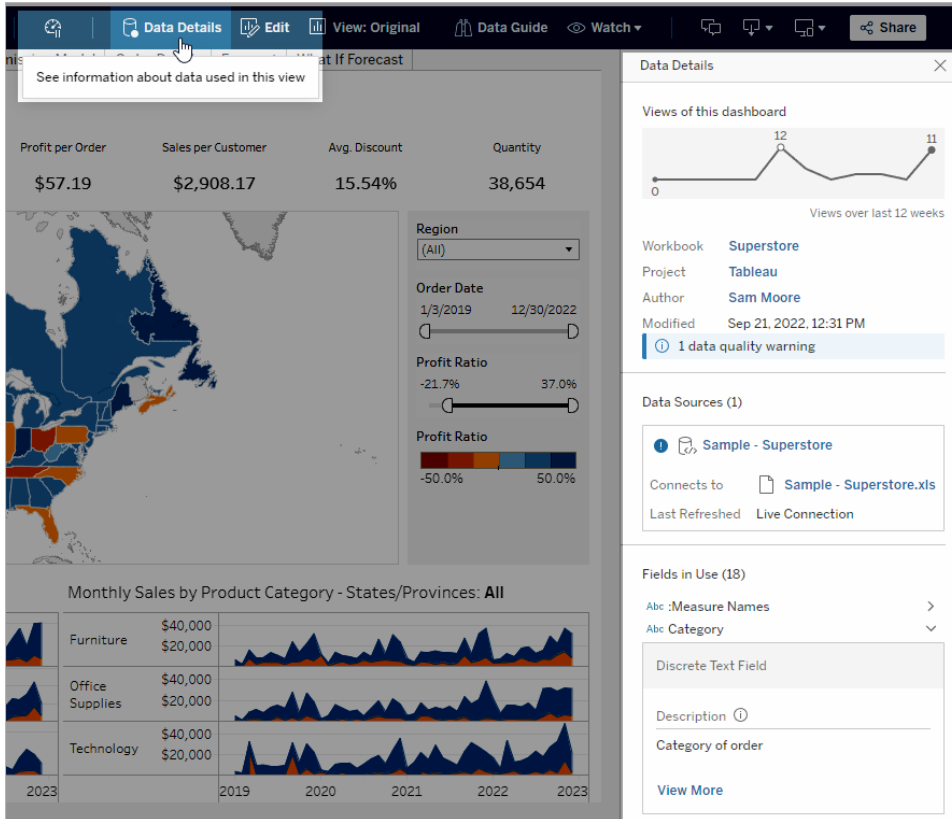 Data Details
Edit
View: Original
Data Guide
Watch
Share
What If Forecast
See information about data used in this view
Profit per Order
Sales per Customer
Avg. Discount
Quantity
$57.19
$2,908.17
15.54%
38,654
Region
(All)
Order Date
1/3/2019
12/30/2022
Profit Ratio
-21.7%
37.0%
Profit Ratio
-50.0%
50.0%
Monthly Sales by Product Category - States/Provinces: All
Furniture
$40,000
$20,000
Office
Supplies
$40,000
$20,000
Technology
$40,000
$20,000
2023
2019
2020
2021
2022
2023
Data Details
Views of this dashboard
12
11
0
Views over last 12 weeks
Workbook Superstore
Project Tableau
Author Sam Moore
Modified Sep 21, 2022, 12:31 PM
1 data quality warning
Data Sources (1)
Sample - Superstore
Connects to Sample - Superstore.xls
Last Refreshed Live Connection
Fields in Use (18)
Abc :Measure Names
Abc Category
Discrete Text Field
Description
Category of order
View More